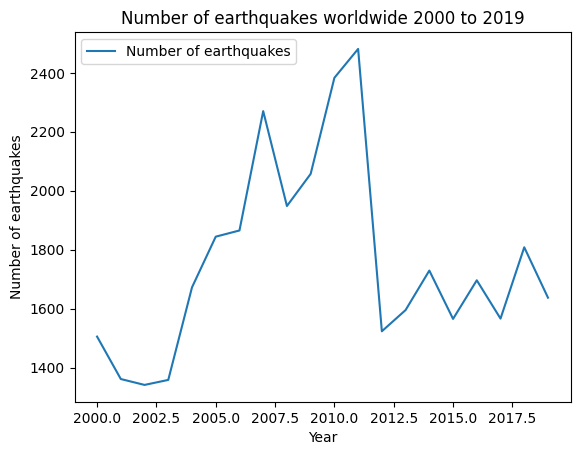 Number of earthquakes worldwide 2000 to 2019
Number of earthquakes
2400
2200
2000
1800
1600
1400
Number of earthquakes
2000.0 2002.5 2005.0 2007.5 2010.0 2012.5 2015.0 2017.5
Year